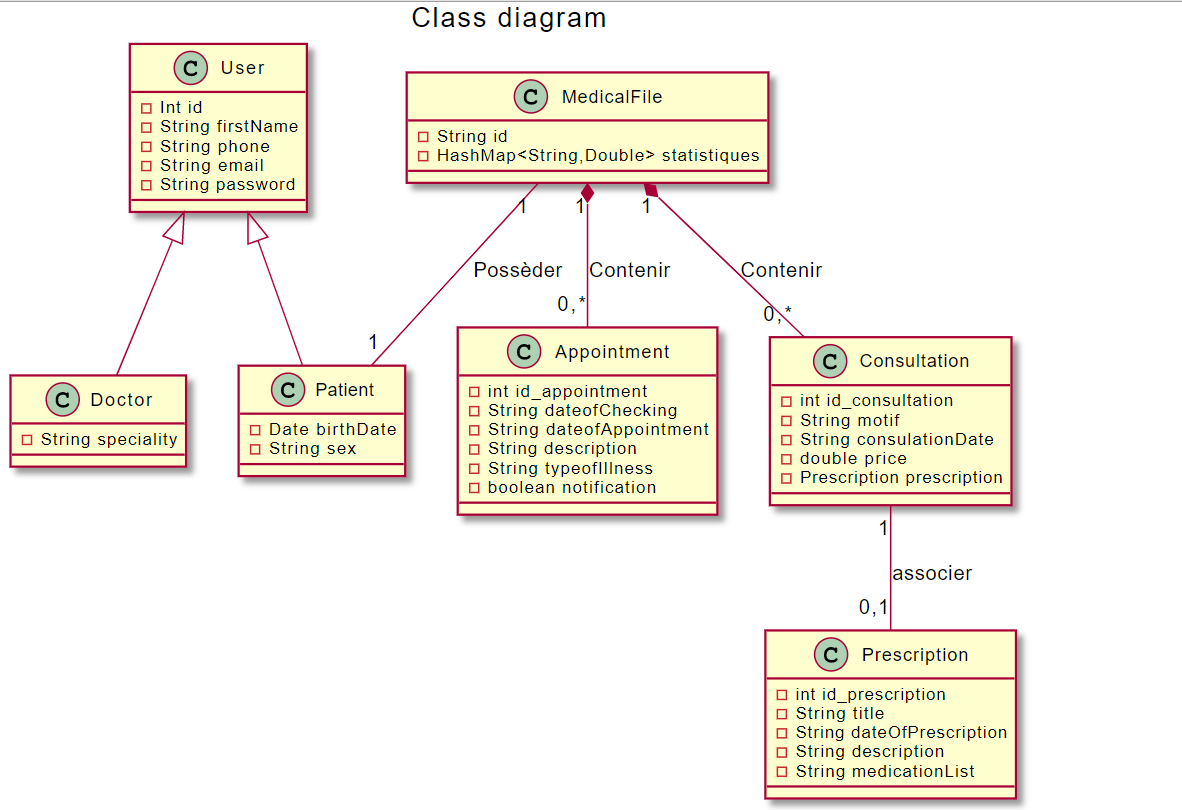 Class diagram
C User
Int id
String firstName
String phone
String email
String password
C MedicalFile
String id
HashMap<String,Double> statistiques
1
1
1
Possèder
Contenir
Contenir
0,*
0,*
1
C Doctor
String speciality
C Patient
Date birthDate
String sex
C Appointment
int id_appointment
String dateofChecking
String dateofAppointment
String description
String typeofIllness
boolean notification
C Consultation
int id_consultation
String motif
String consulationDate
double price
Prescription prescription
1
associer
0,1
C Prescription
int id_prescription
String title
String dateOfPrescription
String description
String medicationList